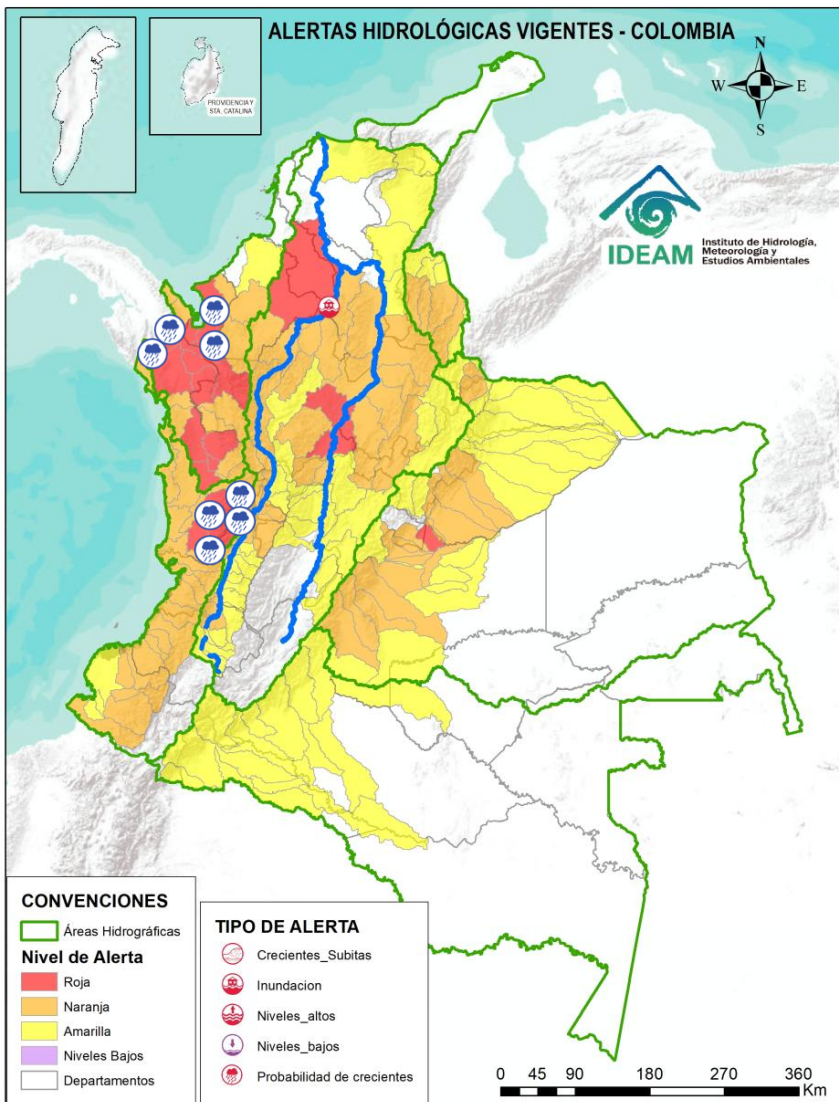 ALERTAS HIDROLÓGICAS VIGENTES - COLOMBIA
PROVIDENCIA Y
STA. CATALINA
N
W E
S
IDEAM
Instituto de Hidrología,
Meteorología y
Estudios Ambientales
CONVENCIONES
Áreas Hidrográficas
Nivel de Alerta
Roja
Naranja
Amarilla
Niveles Bajos
Departamentos
TIPO DE ALERTA
Crecientes_Subitas
Inundacion
Niveles_altos
Niveles_bajos
Probabilidad de crecientes
0 45 90 180 270 360
Km